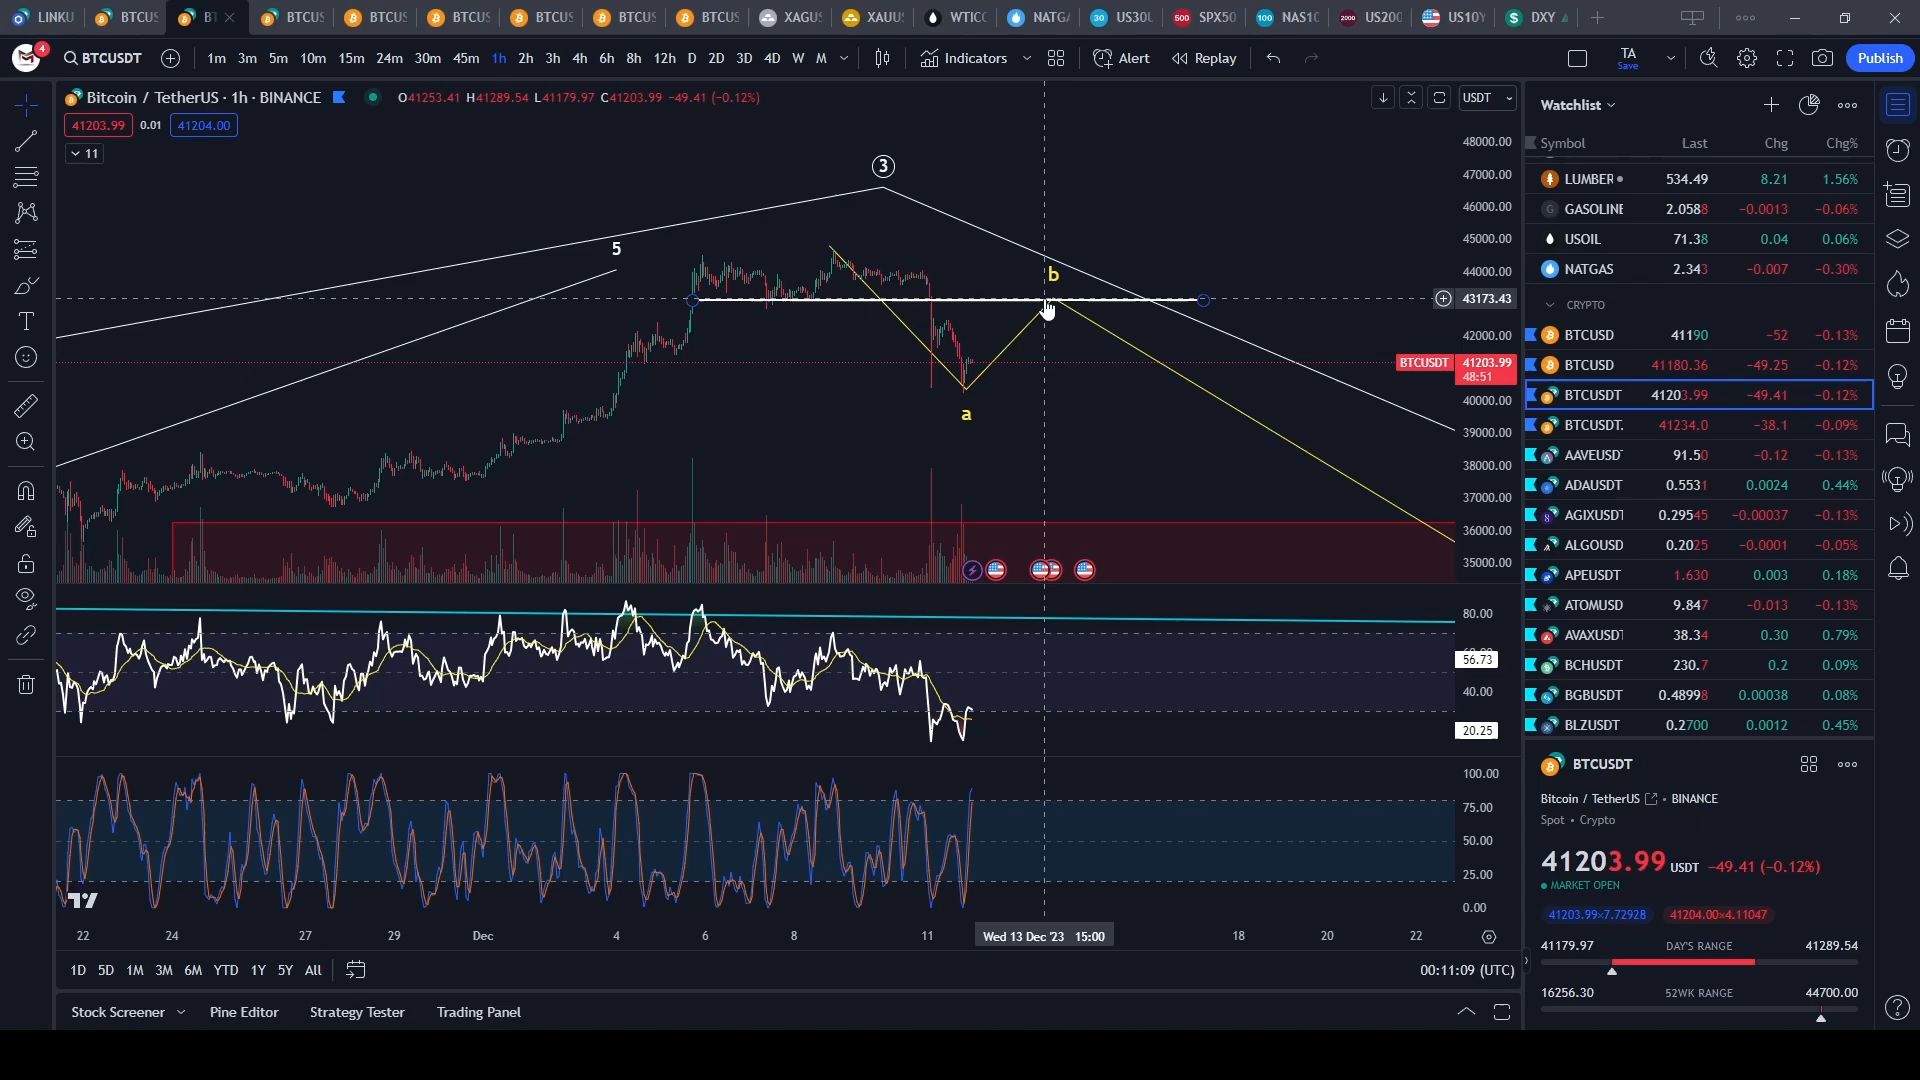 LINKU BTCUS BT BTCUS BTCUS BTCUS BTCUS BTCUS BTCUS XAGUS XAUUS WTICO NATGA US30U SPX50 NAS10 US200 US10Y DXY
4 BTCUSDT 1m 3m 5m 10m 15m 24m 30m 45m 1h 2h 3h 4h 6h 8h 12h D 2D 3D 4D W M Indicators Alert Replay TA Save Publish
Bitcoin / TetherUS · 1h · BINANCE O41253.41 H41289.54 L41179.97 C41203.99 −49.41 (−0.12%) USDT
41203.99 0.01 41204.00
11
3
5
b
a
48000.00
47000.00
46000.00
45000.00
44000.00
43173.43
42000.00
BTCUSDT 41203.99
48:51
40000.00
39000.00
38000.00
37000.00
36000.00
35000.00
80.00
56.73
40.00
20.25
100.00
75.00
50.00
25.00
0.00
22 24 27 29 Dec 4 6 8 11 Wed 13 Dec '23 15:00 18 20 22
1D 5D 1M 3M 6M YTD 1Y 5Y All 00:11:09 (UTC)
Stock Screener Pine Editor Strategy Tester Trading Panel
Watchlist
Symbol Last Chg Chg%
LUMBER 534.49 8.21 1.56%
GASOLINE 2.0588 −0.0013 −0.06%
USOIL 71.38 0.04 0.06%
NATGAS 2.343 −0.007 −0.30%
CRYPTO
BTCUSD 41190 −52 −0.13%
BTCUSD 41180.36 −49.25 −0.12%
BTCUSDT 41203.99 −49.41 −0.12%
BTCUSDT. 41234.0 −38.1 −0.09%
AAVEUSDT 91.50 −0.12 −0.13%
ADAUSDT 0.5531 0.0024 0.44%
AGIXUSDT 0.29545 −0.00037 −0.13%
ALGOUSD 0.2025 −0.0001 −0.05%
APEUSDT 1.630 0.003 0.18%
ATOMUSD 9.847 −0.013 −0.13%
AVAXUSDT 38.34 0.30 0.79%
BCHUSDT 230.7 0.2 0.09%
BGBUSDT 0.48998 0.00038 0.08%
BLZUSDT 0.2700 0.0012 0.45%
BTCUSDT
Bitcoin / TetherUS • BINANCE
Spot • Crypto
41203.99 USDT −49.41 (−0.12%)
MARKET OPEN
41203.99×7.72928 41204.00×4.11047
41179.97 DAY'S RANGE 41289.54
16256.30 52WK RANGE 44700.00